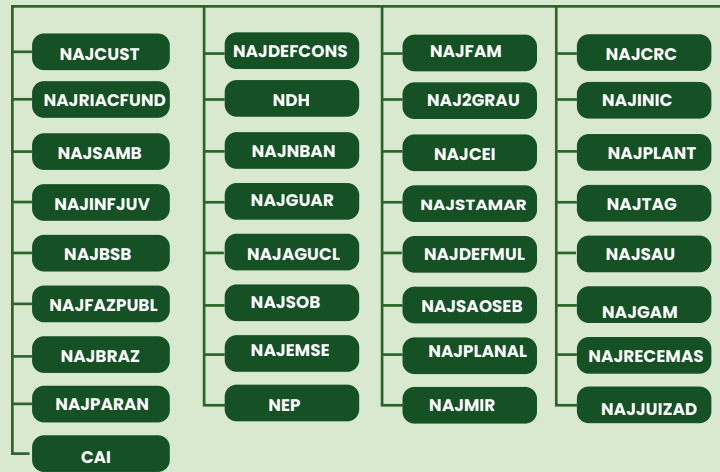 NAJCUST
NAJRIACFUND
NAJSAMB
NAJINFJUV
NAJBSB
NAJFAZPUBL
NAJBRAZ
NAJPARAN
CAI
NAJDEFCONS
NDH
NAJNBAN
NAJGUAR
NAJAGUCL
NAJSOB
NAJEMSE
NEP
NAJFAM
NAJ2GRAU
NAJCEI
NAJSTAMAR
NAJDEFMUL
NAJSAOSEB
NAJPLANAL
NAJMIR
NAJCRC
NAJINIC
NAJPLANT
NAJTAG
NAJSAU
NAJGAM
NAJRECEMAS
NAJJUIZAD